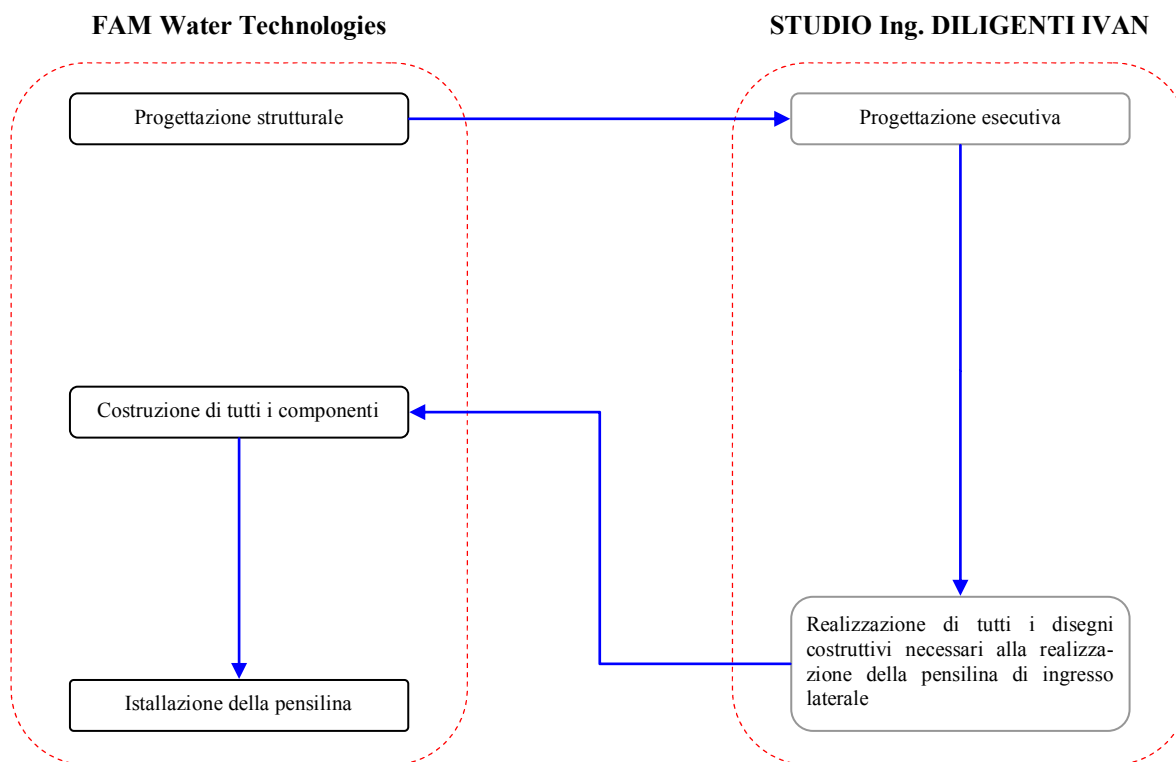 FAM Water Technologies
STUDIO Ing. DILIGENTI IVAN
Progettazione strutturale
Progettazione esecutiva
Costruzione di tutti i componenti
Realizzazione di tutti i disegni
costruttivi necessari alla realizza-
zione della pensilina di ingresso
laterale
Istallazione della pensilina